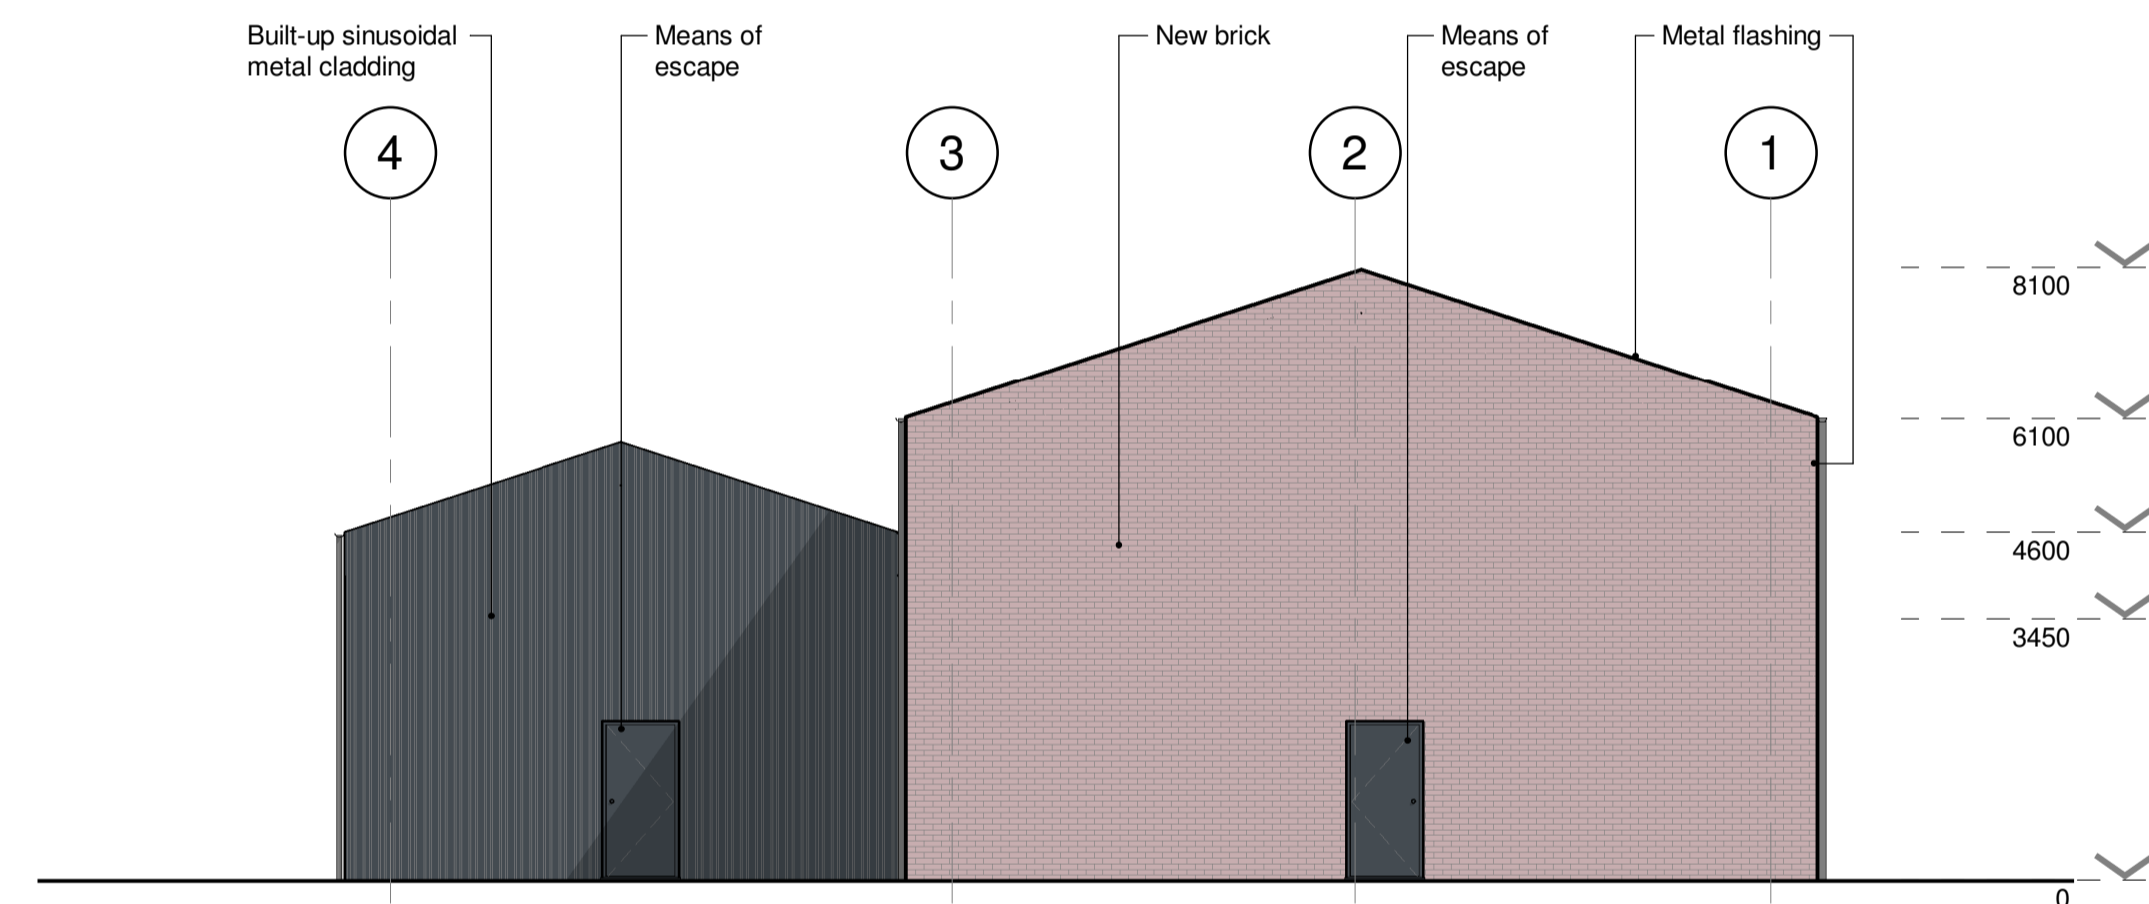 Built-up sinusoidal
metal cladding
Means of
escape
New brick
Means of
escape
Metal flashing
4
3
2
1
8100
6100
4600
3450
0